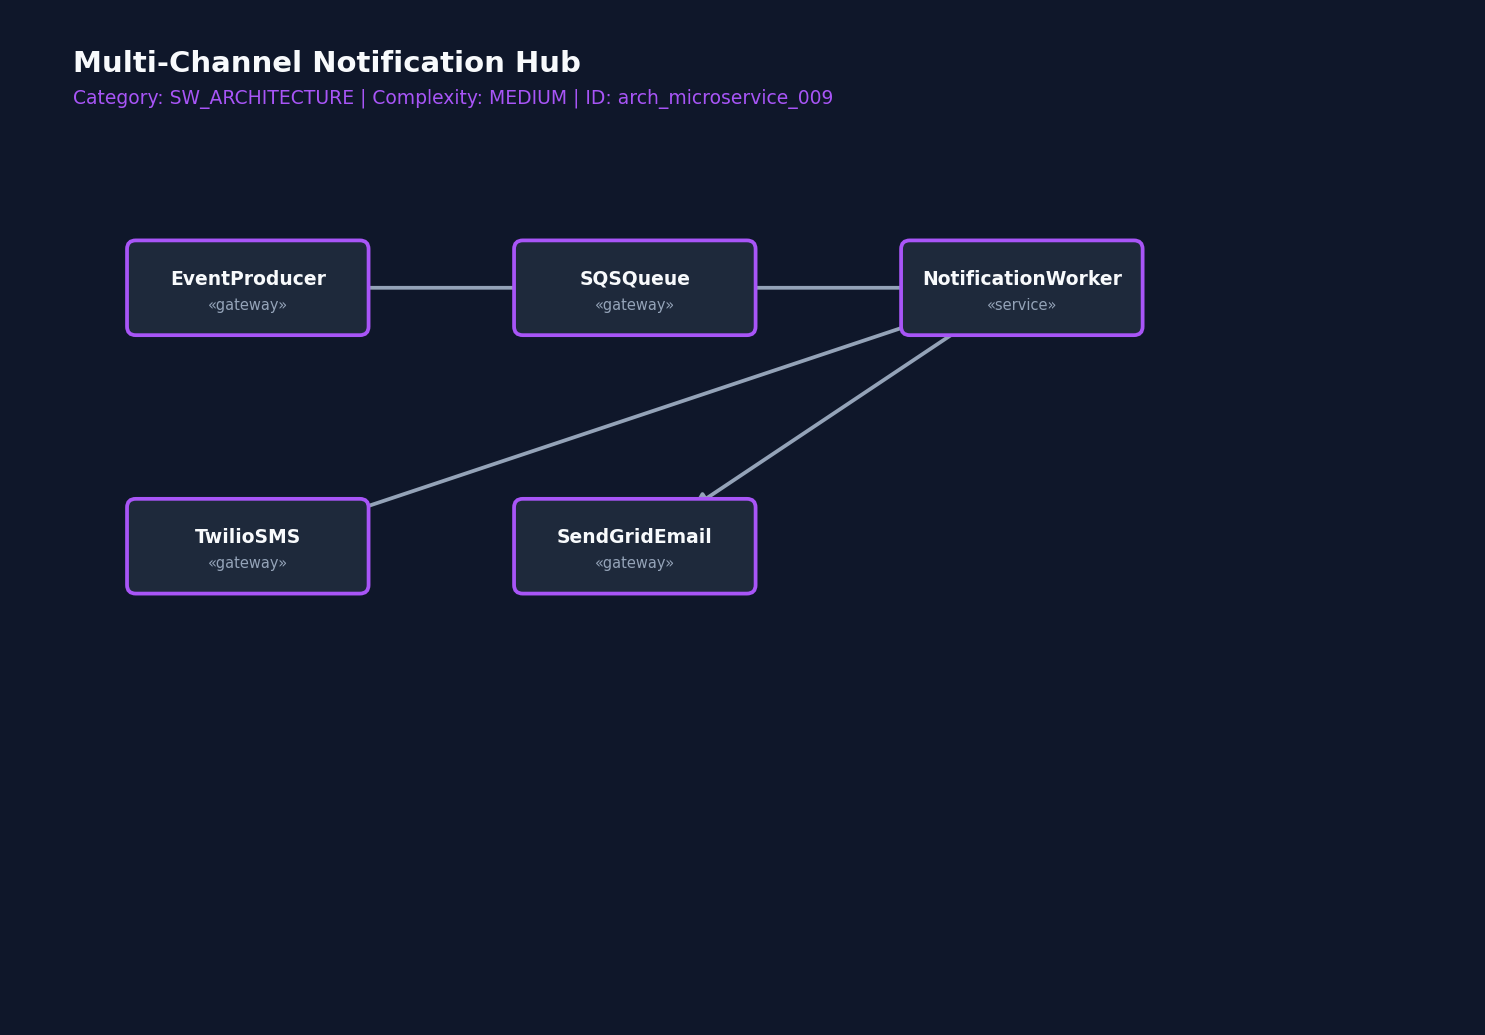 Multi-Channel Notification Hub
Category: SW_ARCHITECTURE | Complexity: MEDIUM | ID: arch_microservice_009
EventProducer
«gateway»
SQSQueue
«gateway»
NotificationWorker
«service»
TwilioSMS
«gateway»
SendGridEmail
«gateway»